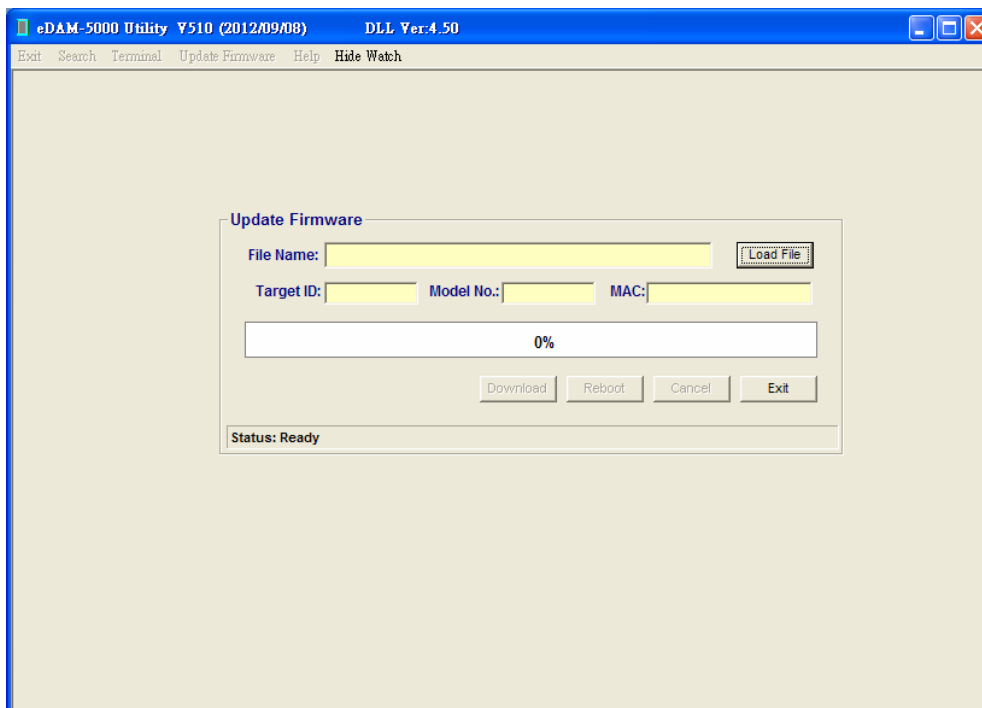 eDAM-5000 Utility V510 (2012/09/08) DLL Ver:4.50
Exit Search Terminal Update Firmware Help Hide Watch
Update Firmware
File Name: Load File
Target ID: Model No.: MAC:
0%
Download Reboot Cancel Exit
Status: Ready